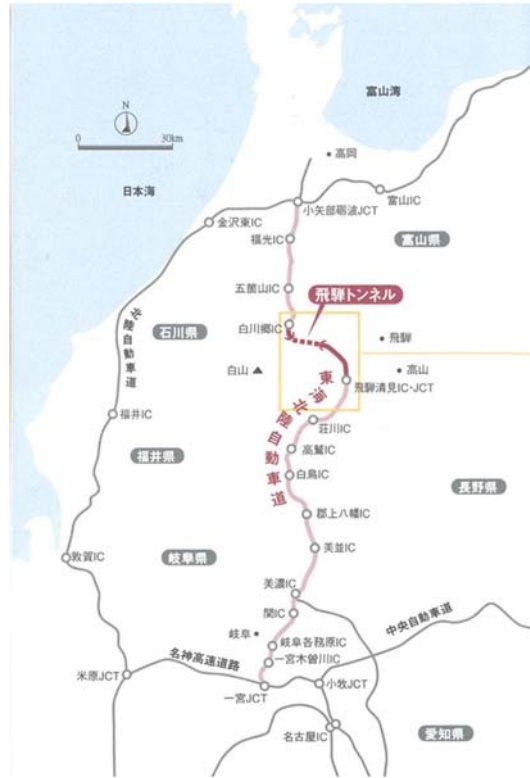 富山湾
N
0 30km
高岡
日本海
小矢部砺波JCT
富山IC
金沢東IC
福光IC
富山県
五箇山IC
飛騨トンネル
白川郷IC
石川県
飛騨
白山
高山
北陸自動車道
飛騨清見IC・JCT
東海北陸自動車道
福井IC
荘川IC
高鷲IC
福井県
白鳥IC
長野県
郡上八幡IC
敦賀IC
岐阜県
美並IC
美濃IC
関IC
中央自動車道
岐阜
岐阜各務原IC
名神高速道路
一宮木曽川IC
米原JCT
小牧JCT
一宮JCT
名古屋IC
愛知県